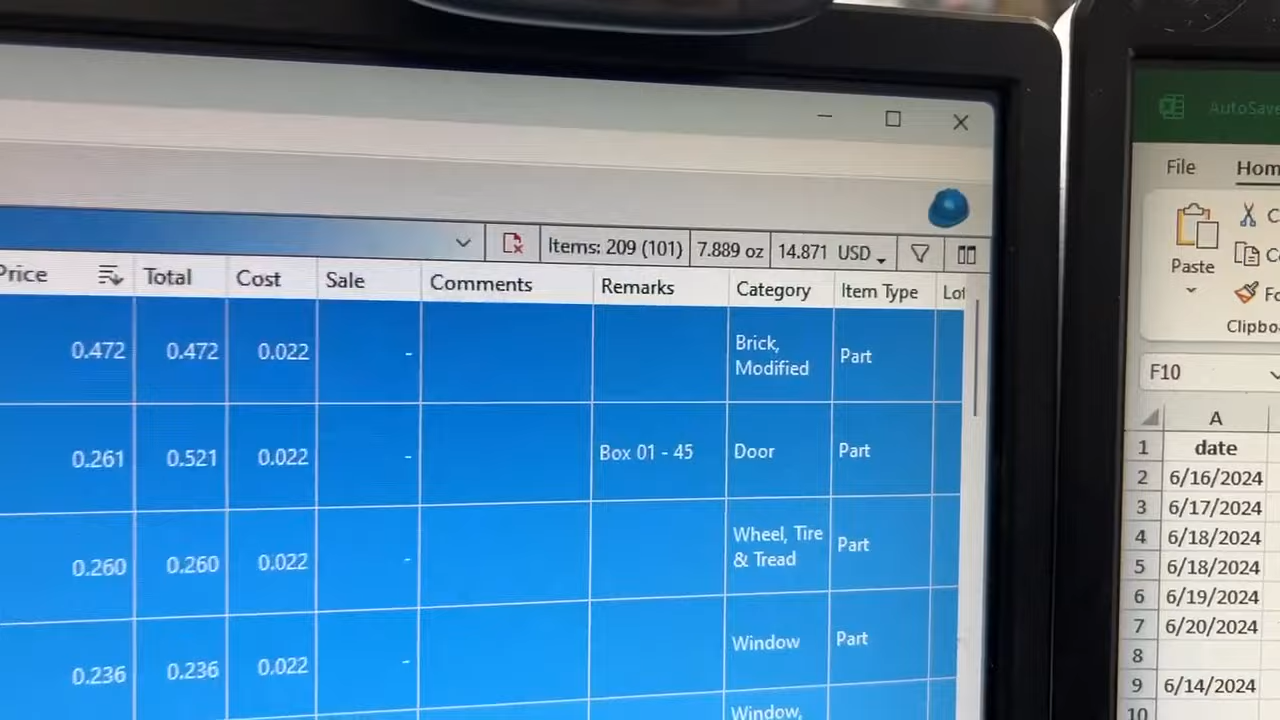 Items: 209 (101) 7.889 oz 14.871 USD
Price Total Cost Sale Comments Remarks Category Item Type
0.472 0.472 0.022 - Brick, Modified Part
0.261 0.521 0.022 - Box 01 - 45 Door Part
0.260 0.260 0.022 - Wheel, Tire & Tread Part
0.236 0.236 0.022 - Window Part
Window,
AutoSave
File Home
Paste
F10
A
1 date
2 6/16/2024
3 6/17/2024
4 6/18/2024
5 6/18/2024
6 6/19/2024
7 6/20/2024
8
9 6/14/2024
10